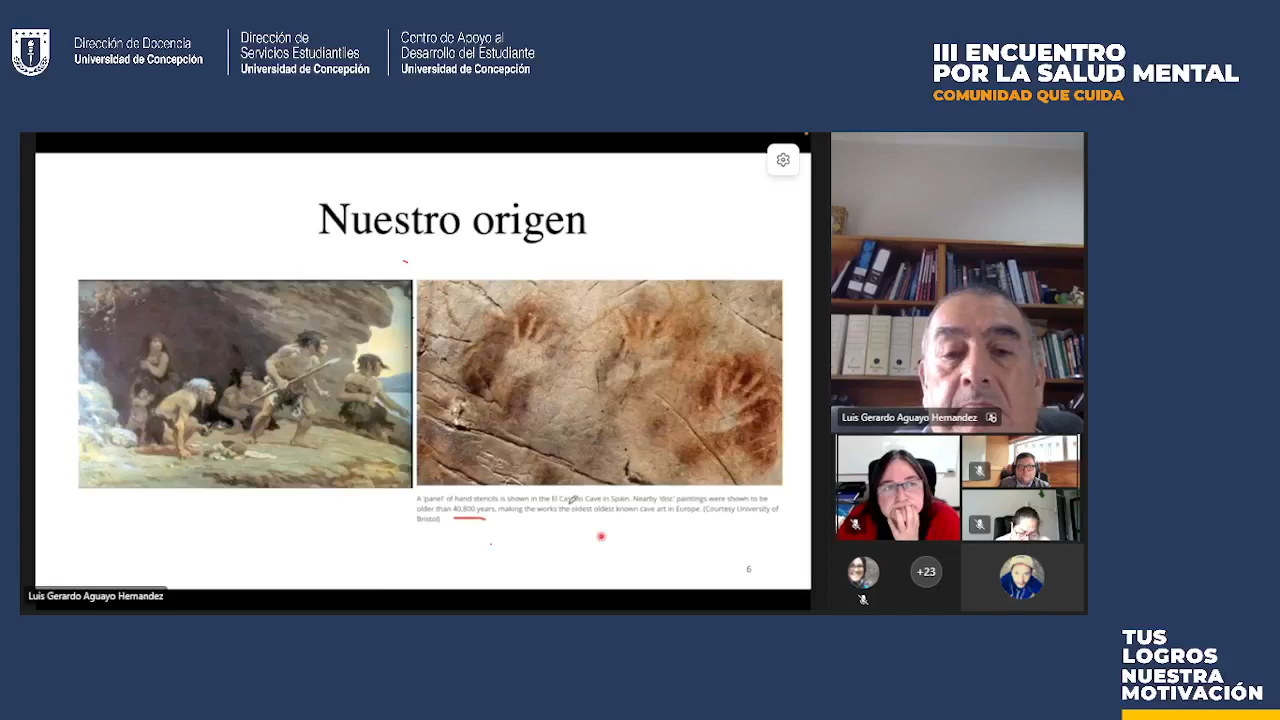 Dirección de Docencia
Universidad de Concepción
Dirección de
Servicios Estudiantiles
Universidad de Concepción
Centro de Apoyo al
Desarrollo del Estudiante
Universidad de Concepción
III ENCUENTRO
POR LA SALUD MENTAL
COMUNIDAD QUE CUIDA
Nuestro origen
A 'panel' of hand stencils is shown in the El Castillo Cave in Spain. Nearby 'disc' paintings were shown to be
older than 40,800 years, making the works the oldest oldest known cave art in Europe. (Courtesy University of
Bristol)
6
Luis Gerardo Aguayo Hernandez
Luis Gerardo Aguayo Hernandez
+23
TUS
LOGROS
NUESTRA
MOTIVACIÓN